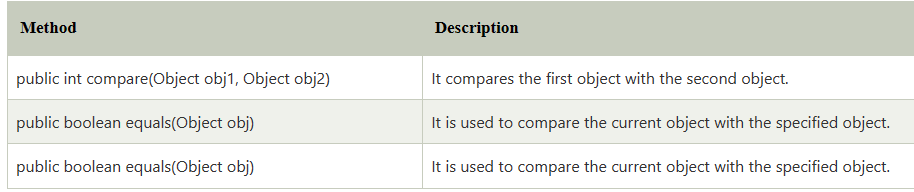 Method Description
public int compare(Object obj1, Object obj2) It compares the first object with the second object.
public boolean equals(Object obj) It is used to compare the current object with the specified object.
public boolean equals(Object obj) It is used to compare the current object with the specified object.